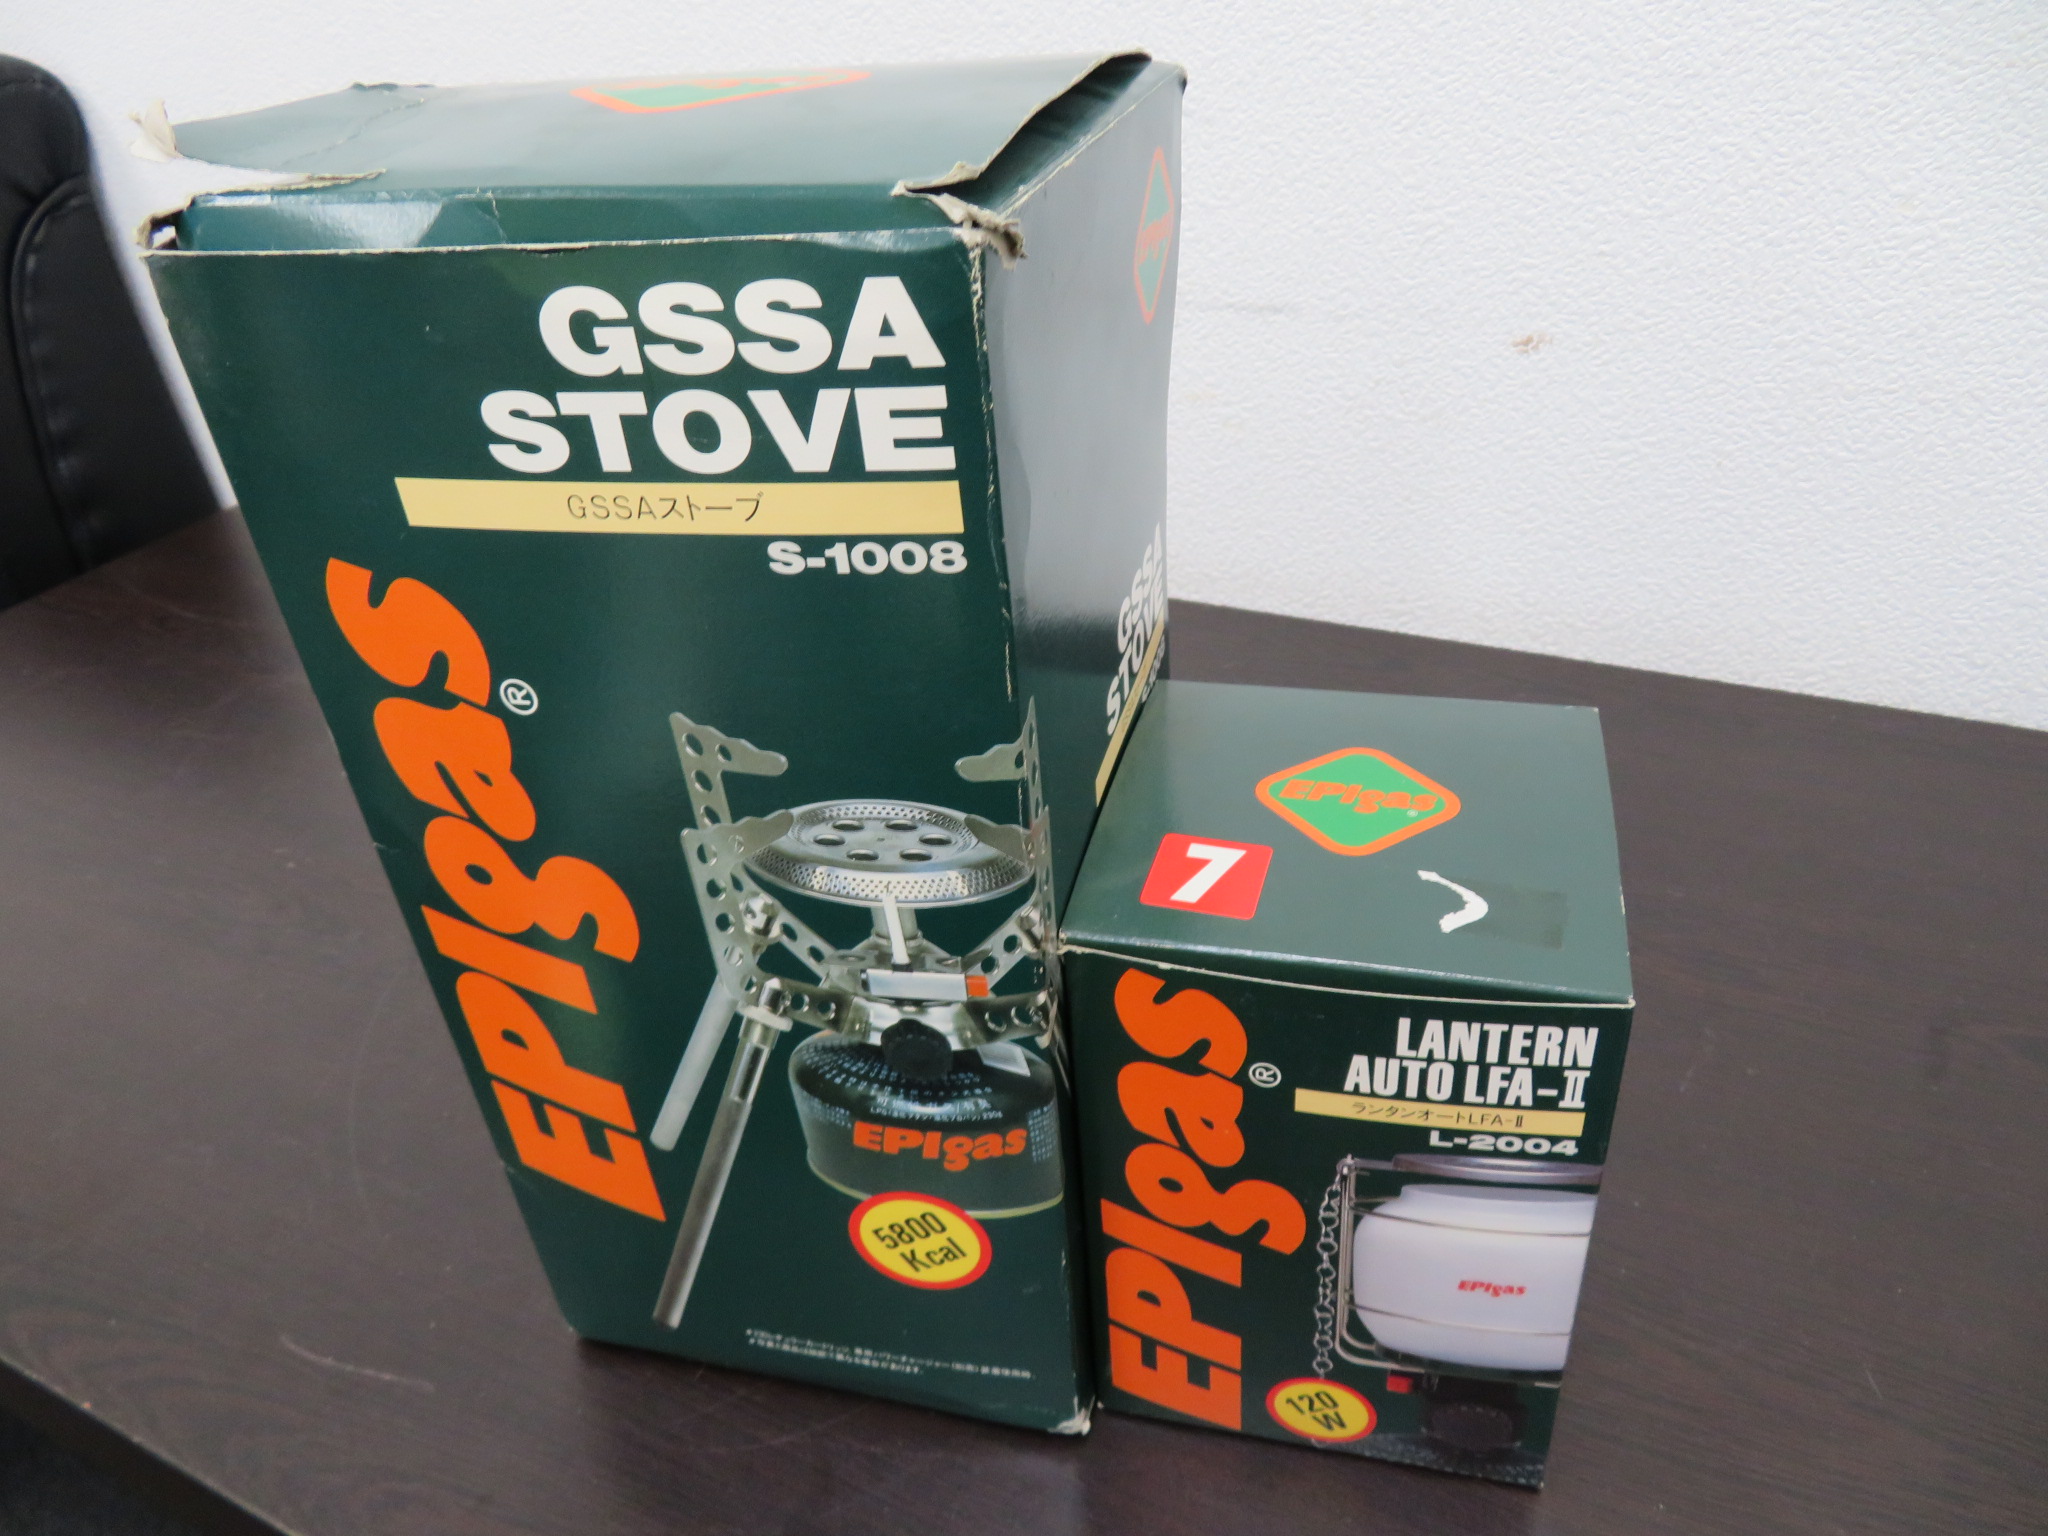 GSSA
STOVE
GSSAストーブ
S-1008
EPIgas®
EPIgas
5800
Kcal
GSSA
STOVE
EPIgas®
7
LANTERN
AUTO LFA-II
ランタンオートLFA-II
L-2004
EPIgas®
EPIgas
120
W